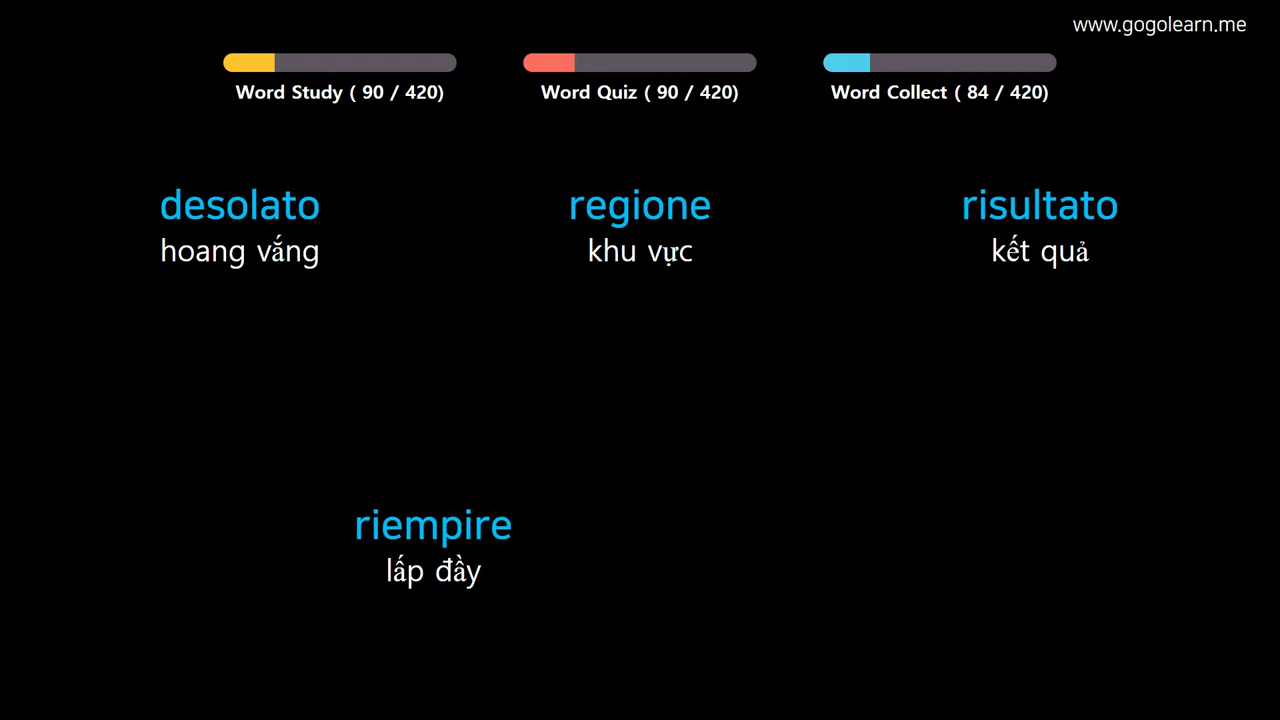 www.gogolearn.me
Word Study ( 90 / 420)
Word Quiz ( 90 / 420)
Word Collect ( 84 / 420)
desolato
hoang vắng
regione
khu vực
risultato
kết quả
riempire
lấp đầy